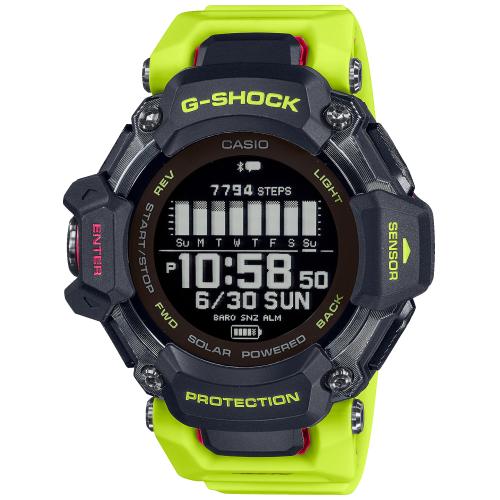 G-SHOCK
CASIO
REV
LIGHT
7794 STEPS
Su M T W T F S Su
START/STOP
ENTER
SENSOR
P 10:58 50
6/30 SUN
BARO SNZ ALM
FWD
BACK
SOLAR POWERED
PROTECTION